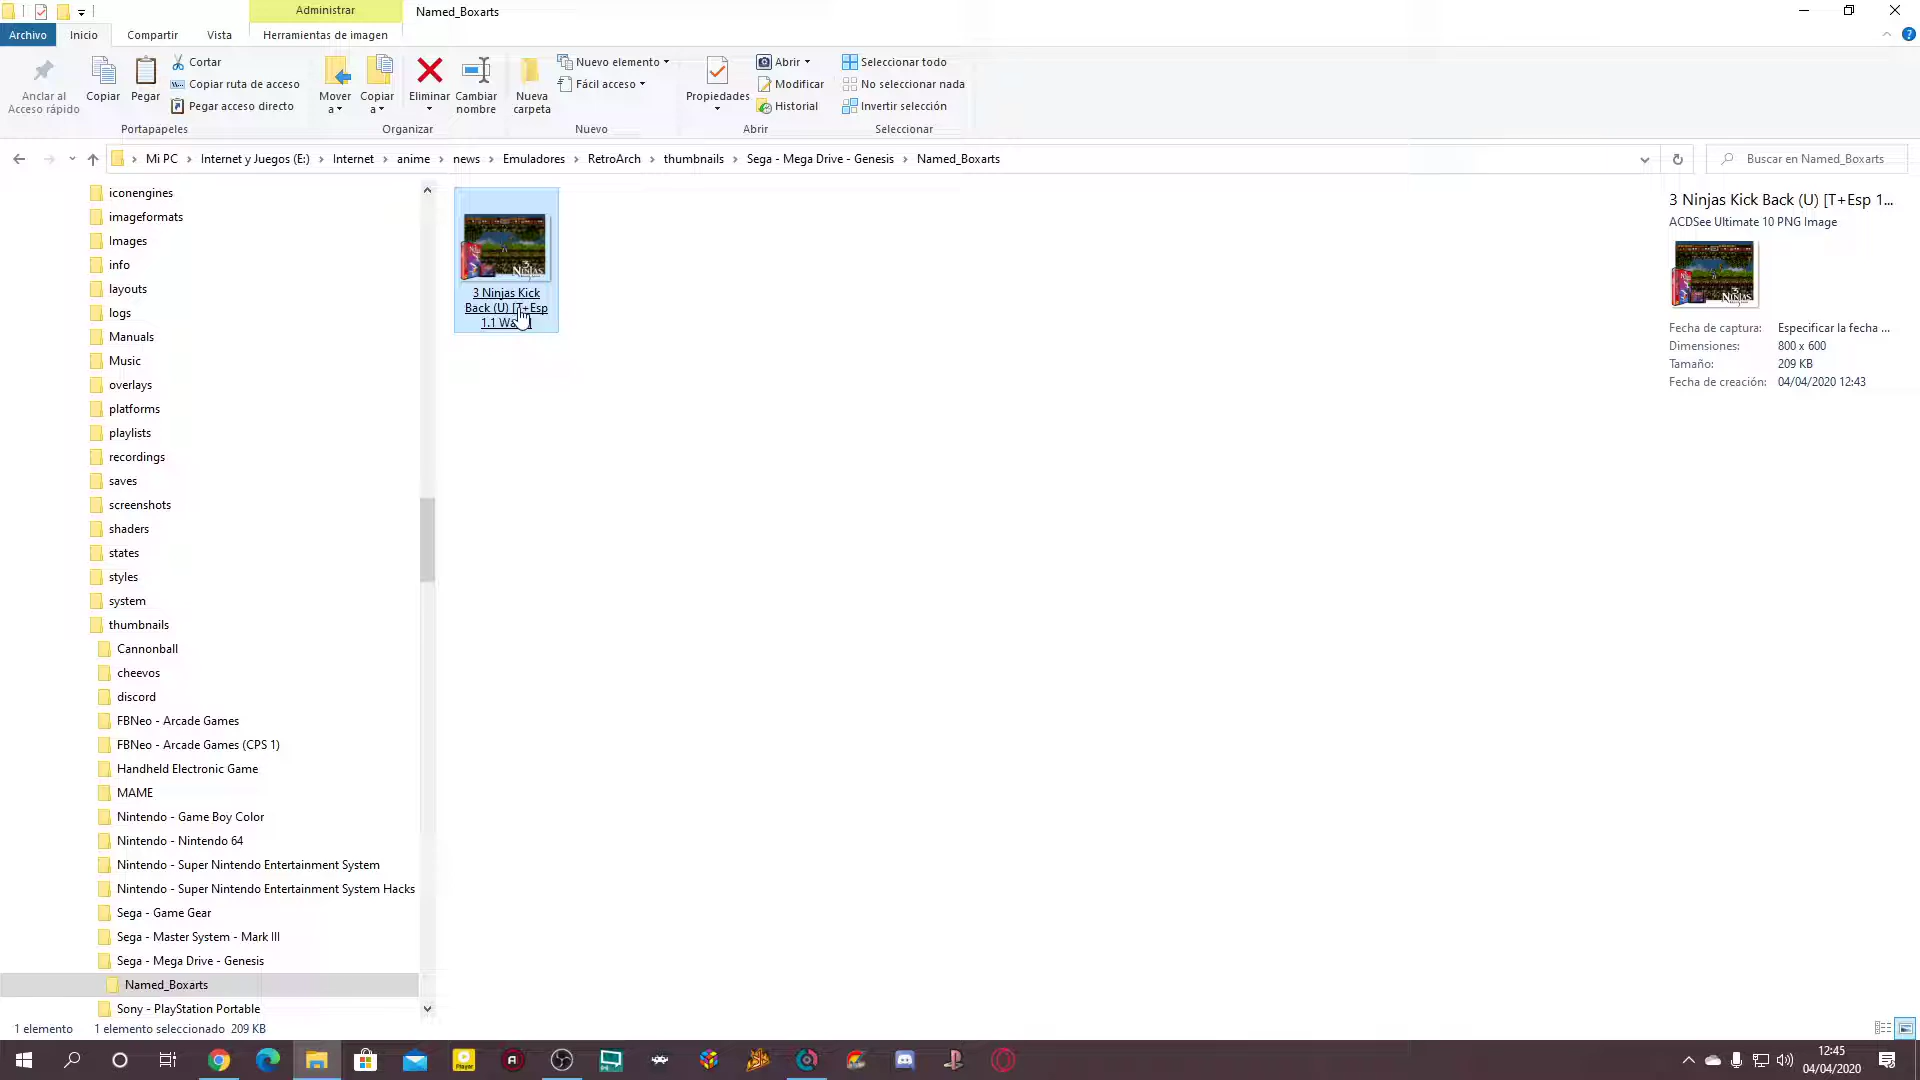 Administrar
Named_Boxarts
Archivo
Inicio
Compartir
Vista
Herramientas de imagen
Anclar al
Acceso rápido
Copiar
Pegar
Cortar
Copiar ruta de acceso
Pegar acceso directo
Portapapeles
Mover
a
Copiar
a
Eliminar
Cambiar
nombre
Organizar
Nueva
carpeta
Nuevo elemento
Fácil acceso
Nuevo
Propiedades
Abrir
Modificar
Historial
Abrir
Seleccionar todo
No seleccionar nada
Invertir selección
Seleccionar
Mi PC > Internet y Juegos (E:) > Internet > anime > news > Emuladores > RetroArch > thumbnails > Sega - Mega Drive - Genesis > Named_Boxarts
Buscar en Named_Boxarts
iconengines
imageformats
Images
info
layouts
logs
Manuals
Music
overlays
platforms
playlists
recordings
saves
screenshots
shaders
states
styles
system
thumbnails
Cannonball
cheevos
discord
FBNeo - Arcade Games
FBNeo - Arcade Games (CPS 1)
Handheld Electronic Game
MAME
Nintendo - Game Boy Color
Nintendo - Nintendo 64
Nintendo - Super Nintendo Entertainment System
Nintendo - Super Nintendo Entertainment System Hacks
Sega - Game Gear
Sega - Master System - Mark III
Sega - Mega Drive - Genesis
Named_Boxarts
Sony - PlayStation Portable
3 Ninjas Kick
Back (U) [T+Esp
1.1
3 Ninjas Kick Back (U) [T+Esp 1...
ACDSee Ultimate 10 PNG Image
Fecha de captura: Especificar la fecha ...
Dimensiones: 800 x 600
Tamaño: 209 KB
Fecha de creación: 04/04/2020 12:43
1 elemento
1 elemento seleccionado 209 KB
Player
12:45
04/04/2020